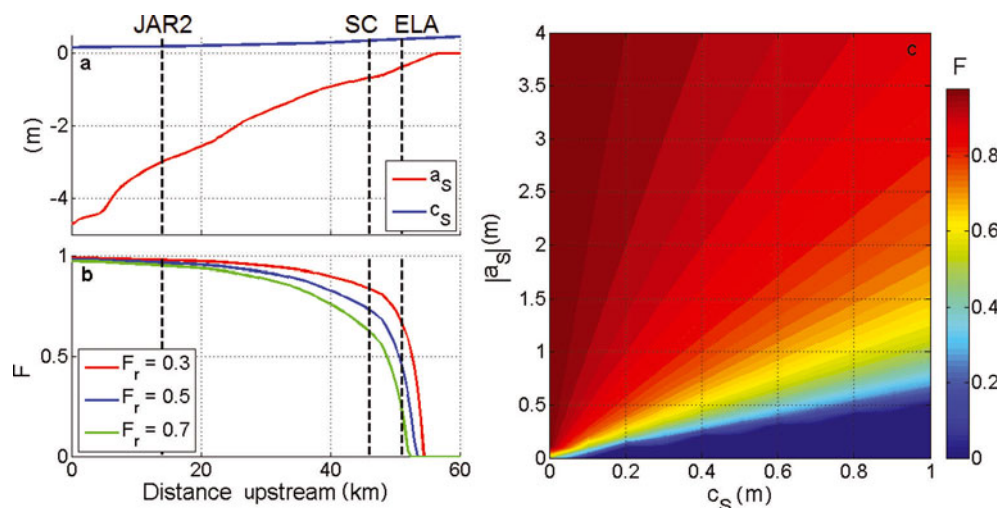 JAR2 SC ELA
a
0
-2
-4
(m)
a_S
c_S
b
1
0.5
0
F
F_r = 0.3
F_r = 0.5
F_r = 0.7
0 20 40 60
Distance upstream (km)
c
4
3.5
3
2.5
2
1.5
1
0.5
0
|a_S| (m)
0 0.2 0.4 0.6 0.8 1
c_S (m)
F
0.8
0.6
0.4
0.2
0